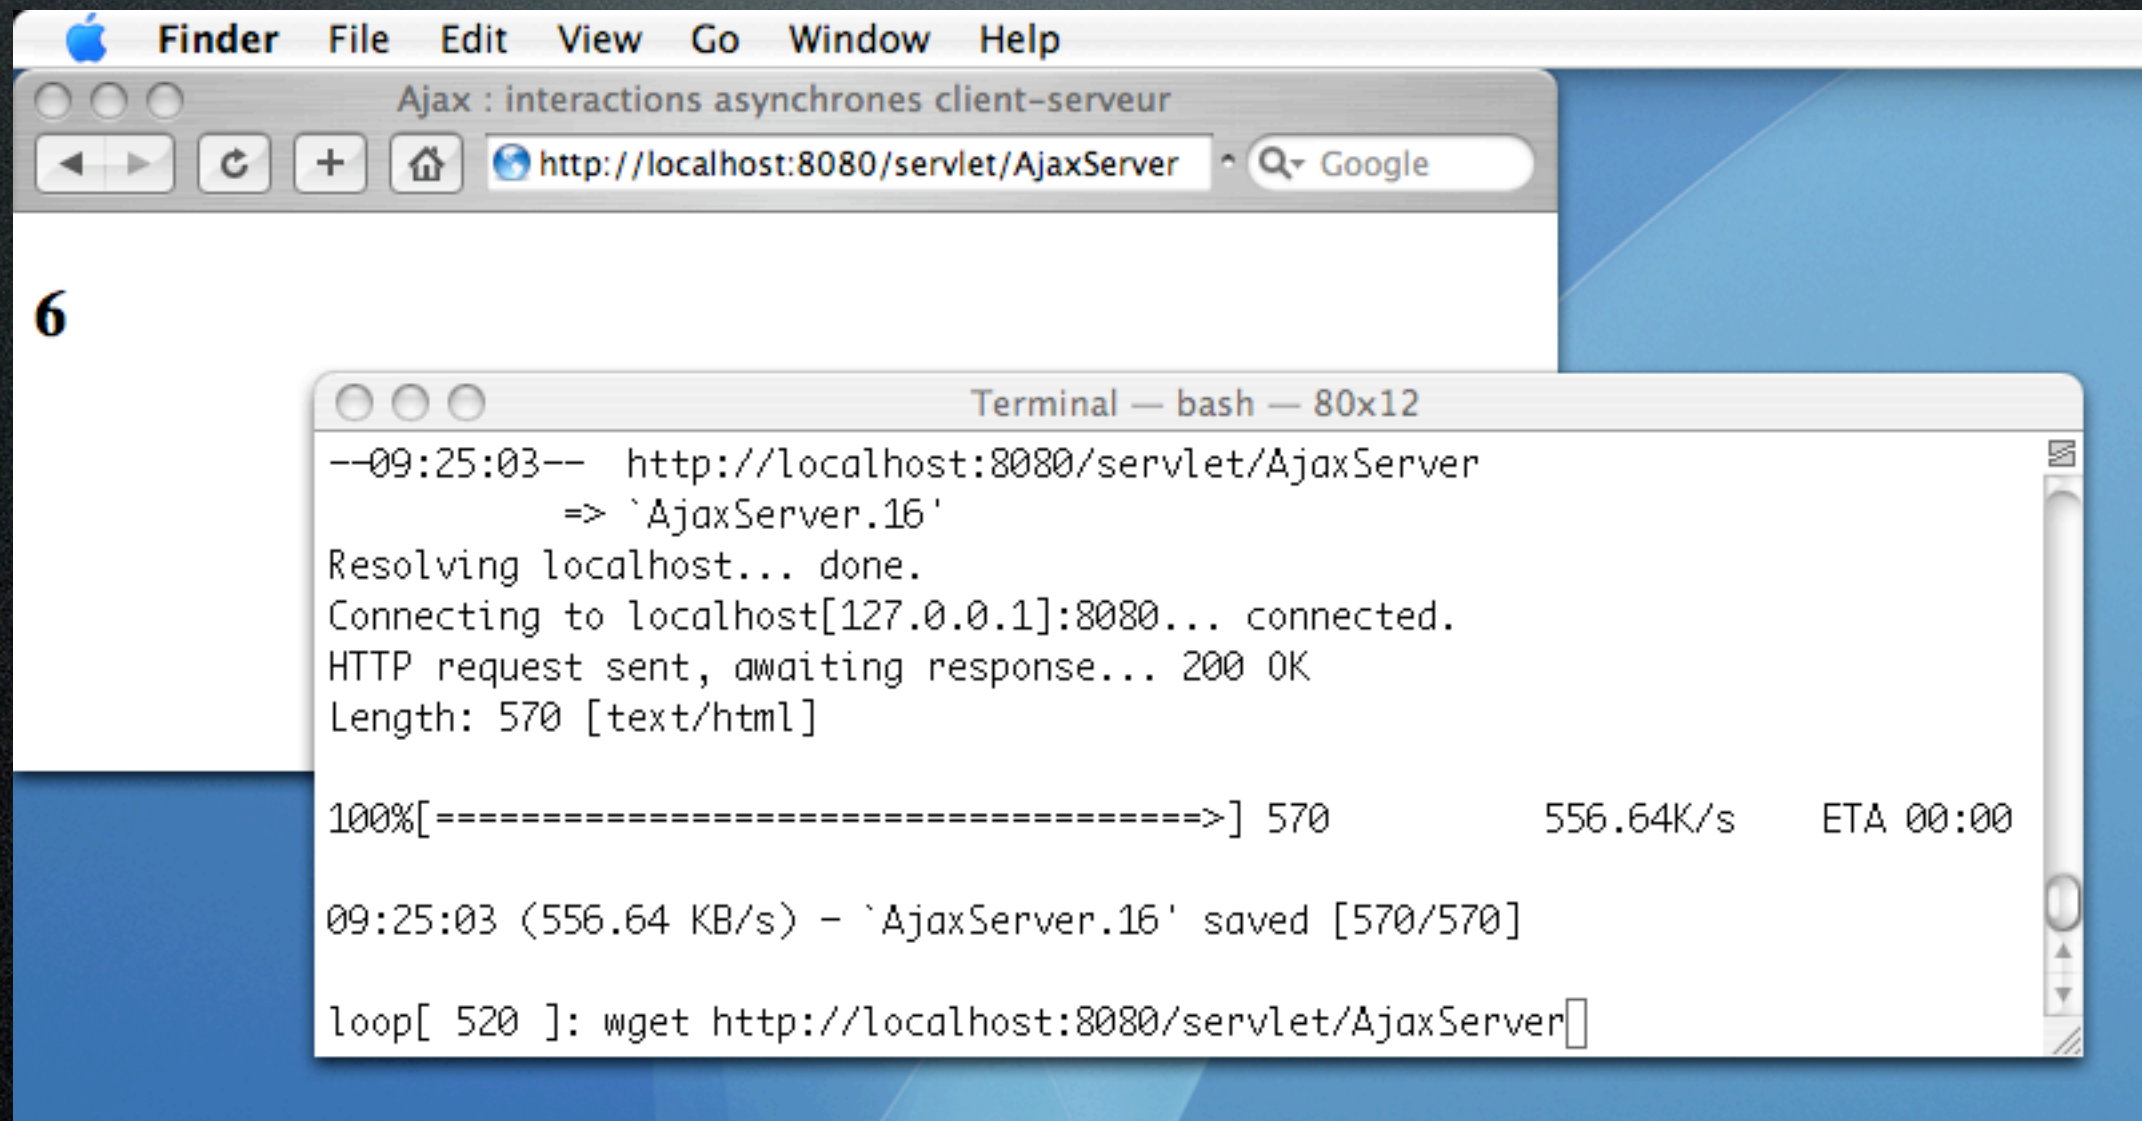 Finder File Edit View Go Window Help
Ajax : interactions asynchrones client-serveur
http://localhost:8080/servlet/AjaxServer Google
6
Terminal — bash — 80x12
--09:25:03-- http://localhost:8080/servlet/AjaxServer
=> `AjaxServer.16'
Resolving localhost... done.
Connecting to localhost[127.0.0.1]:8080... connected.
HTTP request sent, awaiting response... 200 OK
Length: 570 [text/html]
100%[====================================>] 570 556.64K/s ETA 00:00
09:25:03 (556.64 KB/s) - `AjaxServer.16' saved [570/570]
loop[ 520 ]: wget http://localhost:8080/servlet/AjaxServer